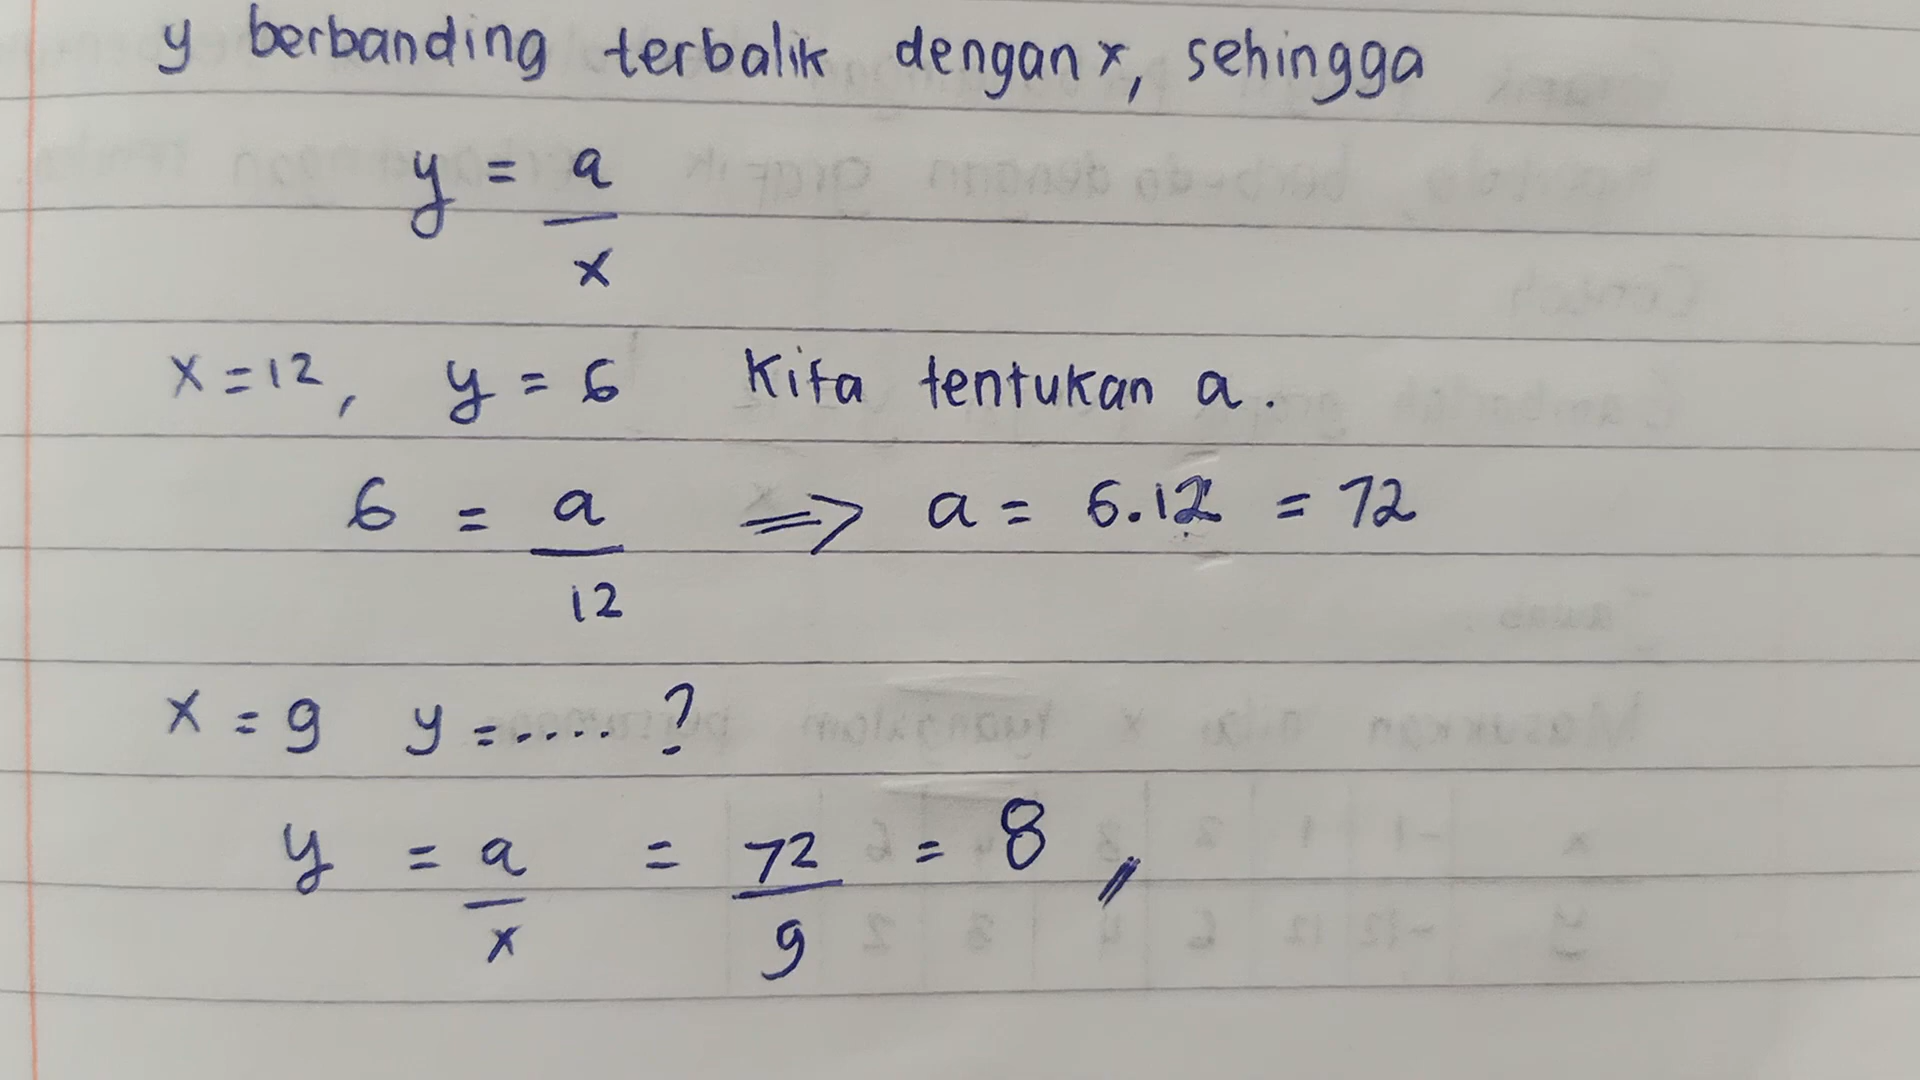 y berbanding terbalik dengan x, sehingga
y = a/x
x = 12, y = 6 Kita tentukan a.
6 = a/12 ⟹ a = 6.12 = 72
x = 9 y = ..... ?
y = a/x = 72/9 = 8 //